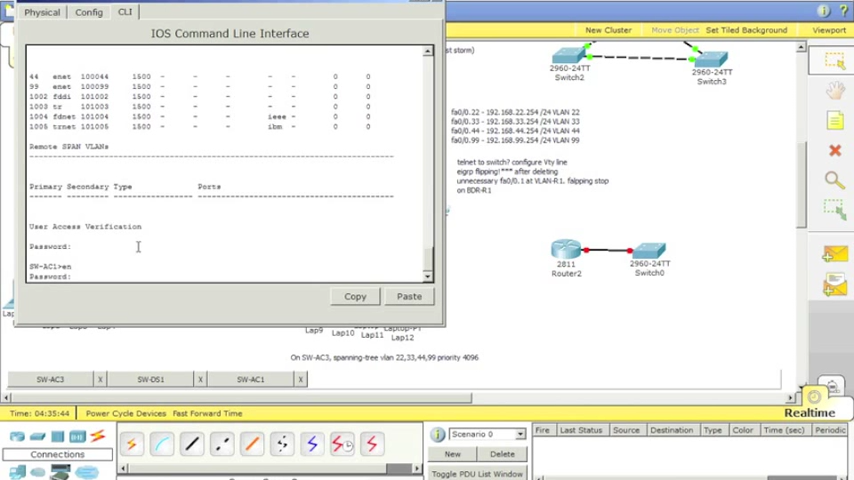 Physical Config CLI
IOS Command Line Interface
44 enet 100044 1500 - - - - - 0 0
99 enet 100099 1500 - - - - - 0 0
1002 fddi 101002 1500 - - - - - 0 0
1003 tr 101003 1500 - - - - - 0 0
1004 fdnet 101004 1500 - - - ieee - 0 0
1005 trnet 101005 1500 - - - ibm - 0 0
Remote SPAN VLANs
Primary Secondary Type Ports
User Access Verification
Password:
SW-AC1>en
Password:
Copy Paste
New Cluster Move Object Set Tiled Background Viewport
st storm)
2960-24TT
Switch2
2960-24TT
Switch3
fa0/0.22 - 192.168.22.254 /24 VLAN 22
fa0/0.33 - 192.168.33.254 /24 VLAN 33
fa0/0.44 - 192.168.44.254 /24 VLAN 44
fa0/0.99 - 192.168.99.254 /24 VLAN 99
telnet to switch? configure Vty line
eigrp flipping!*** after deleting
unnecessary fa0/0.1 at VLAN-R1. falpping stop
on BDR-R1
2811
Router2
2960-24TT
Switch0
Lap9 Lap10 Lap11 Laptop-PT
Lap12
On SW-AC3, spanning-tree vlan 22,33,44,99 priority 4096
SW-AC3 X SW-DS1 X SW-AC1 X
Time: 04:35:44 Power Cycle Devices Fast Forward Time Realtime
Connections
Scenario 0
New Delete
Toggle PDU List Window
Fire Last Status Source Destination Type Color Time (sec) Periodic